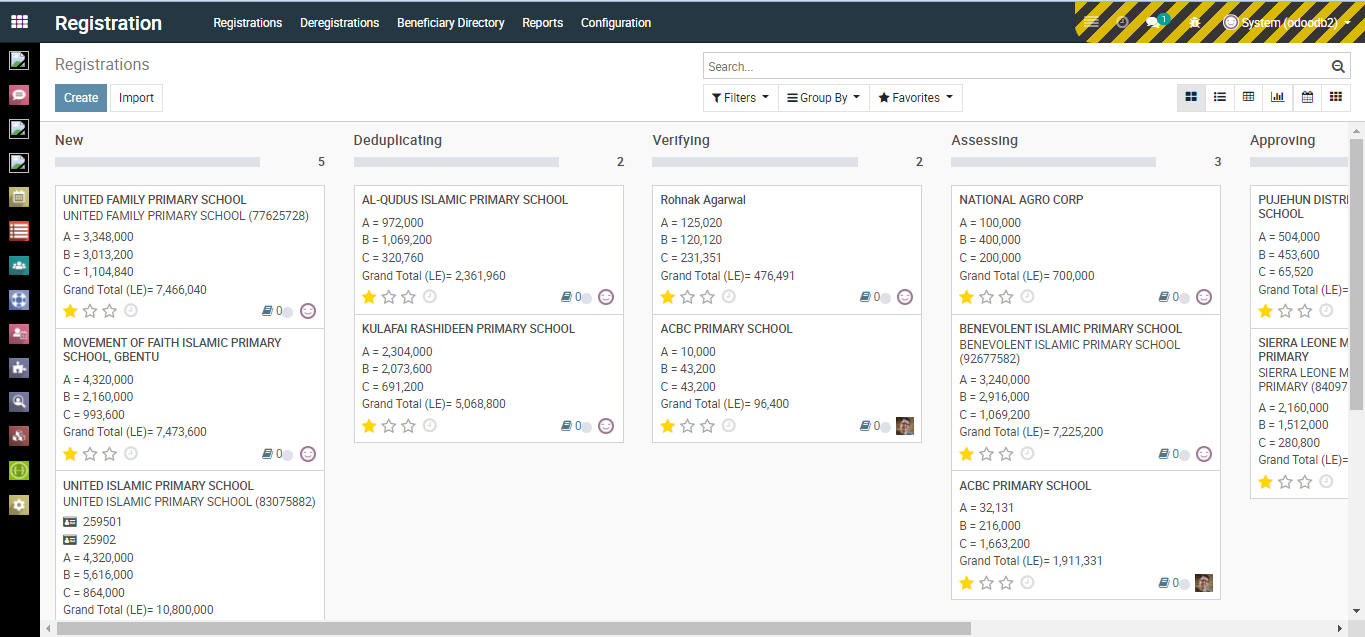 Registration
Registrations
Deregistrations
Beneficiary Directory
Reports
Configuration
1
System (odoodb2)
Registrations
Search...
Create
Import
Filters
Group By
Favorites
New
5
UNITED FAMILY PRIMARY SCHOOL
UNITED FAMILY PRIMARY SCHOOL (77625728)
A = 3,348,000
B = 3,013,200
C = 1,104,840
Grand Total (LE)= 7,466,040
0
MOVEMENT OF FAITH ISLAMIC PRIMARY
SCHOOL, GBENTU
A = 4,320,000
B = 2,160,000
C = 993,600
Grand Total (LE)= 7,473,600
0
UNITED ISLAMIC PRIMARY SCHOOL
UNITED ISLAMIC PRIMARY SCHOOL (83075882)
259501
25902
A = 4,320,000
B = 5,616,000
C = 864,000
Grand Total (LE)= 10,800,000
Deduplicating
2
AL-QUDUS ISLAMIC PRIMARY SCHOOL
A = 972,000
B = 1,069,200
C = 320,760
Grand Total (LE)= 2,361,960
0
KULAFAI RASHIDEEN PRIMARY SCHOOL
A = 2,304,000
B = 2,073,600
C = 691,200
Grand Total (LE)= 5,068,800
0
Verifying
2
Rohnak Agarwal
A = 125,020
B = 120,120
C = 231,351
Grand Total (LE)= 476,491
0
ACBC PRIMARY SCHOOL
A = 10,000
B = 43,200
C = 43,200
Grand Total (LE)= 96,400
0
Assessing
3
NATIONAL AGRO CORP
A = 100,000
B = 400,000
C = 200,000
Grand Total (LE)= 700,000
0
BENEVOLENT ISLAMIC PRIMARY SCHOOL
BENEVOLENT ISLAMIC PRIMARY SCHOOL
(92677582)
A = 3,240,000
B = 2,916,000
C = 1,069,200
Grand Total (LE)= 7,225,200
0
ACBC PRIMARY SCHOOL
A = 32,131
B = 216,000
C = 1,663,200
Grand Total (LE)= 1,911,331
0
Approving
PUJEHUN DISTRI
SCHOOL
A = 504,000
B = 453,600
C = 65,520
Grand Total (LE)=
SIERRA LEONE M
PRIMARY
SIERRA LEONE M
PRIMARY (84097
A = 2,160,000
B = 1,512,000
C = 280,800
Grand Total (LE)=